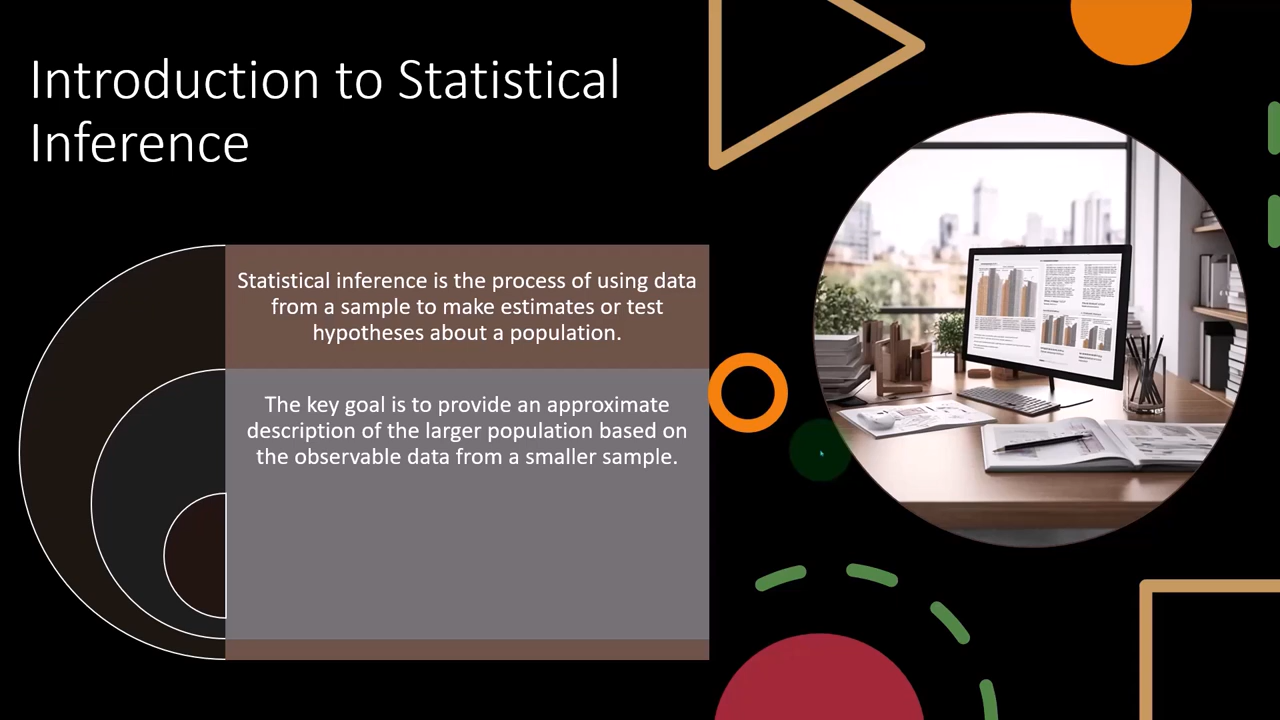 Introduction to Statistical
Inference
Statistical inference is the process of using data
from a sample to make estimates or test
hypotheses about a population.
The key goal is to provide an approximate
description of the larger population based on
the observable data from a smaller sample.